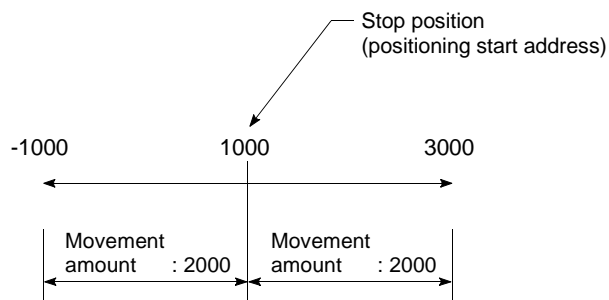 Stop position
(positioning start address)
-1000 1000 3000
Movement amount : 2000
Movement amount : 2000